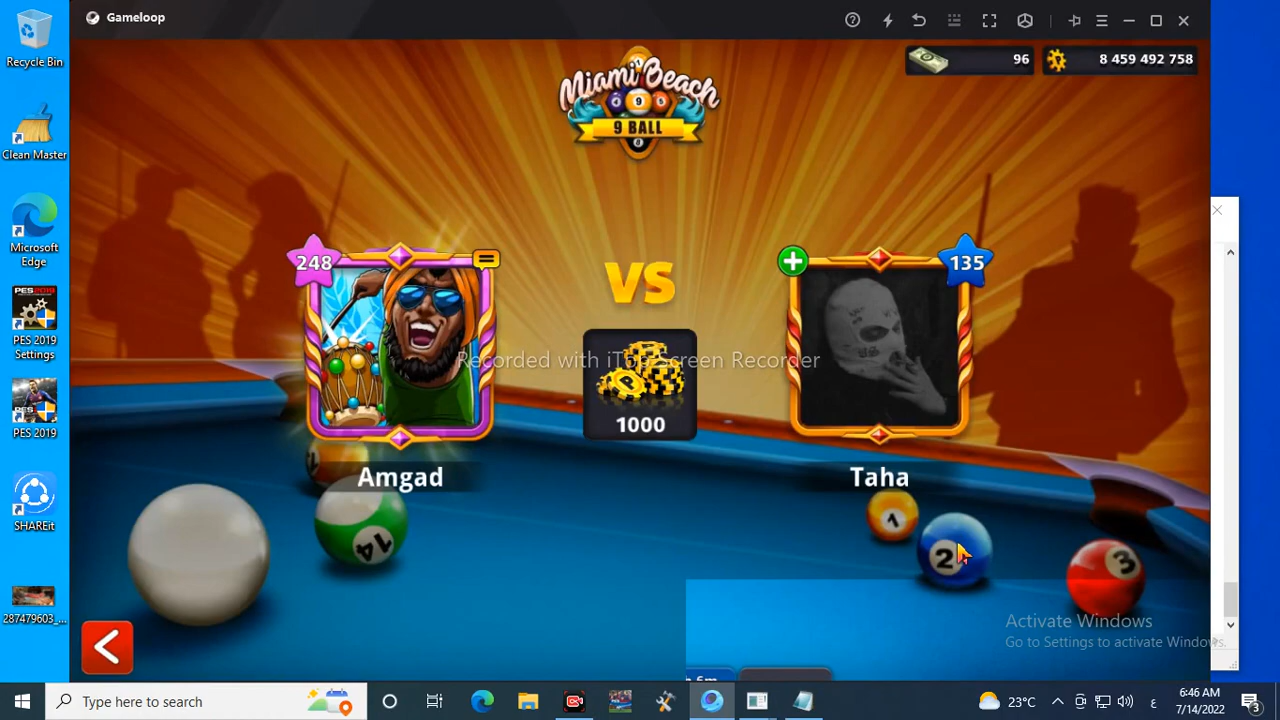 Gameloop
96
8 459 492 758
Miami Beach
9 BALL
Recycle Bin
Clean Master
Microsoft
Edge
PES 2019
Settings
PES 2019
SHAREit
287479603_...
248
135
VS
1000
Recorded with iTop Screen Recorder
Amgad
Taha
14
1
2
3
Activate Windows
Go to Settings to activate Windows.
Type here to search
23°C
ع
6:46 AM
7/14/2022
3